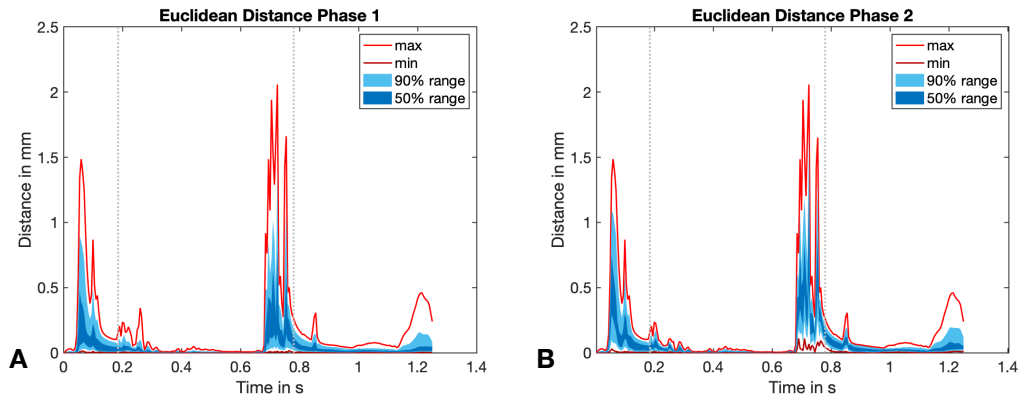 Euclidean Distance Phase 1
2.5
2
1.5
1
0.5
0
Distance in mm
max
min
90% range
50% range
0 0.2 0.4 0.6 0.8 1 1.2 1.4
Time in s
A
Euclidean Distance Phase 2
2.5
2
1.5
1
0.5
0
Distance in mm
max
min
90% range
50% range
0 0.2 0.4 0.6 0.8 1 1.2 1.4
Time in s
B